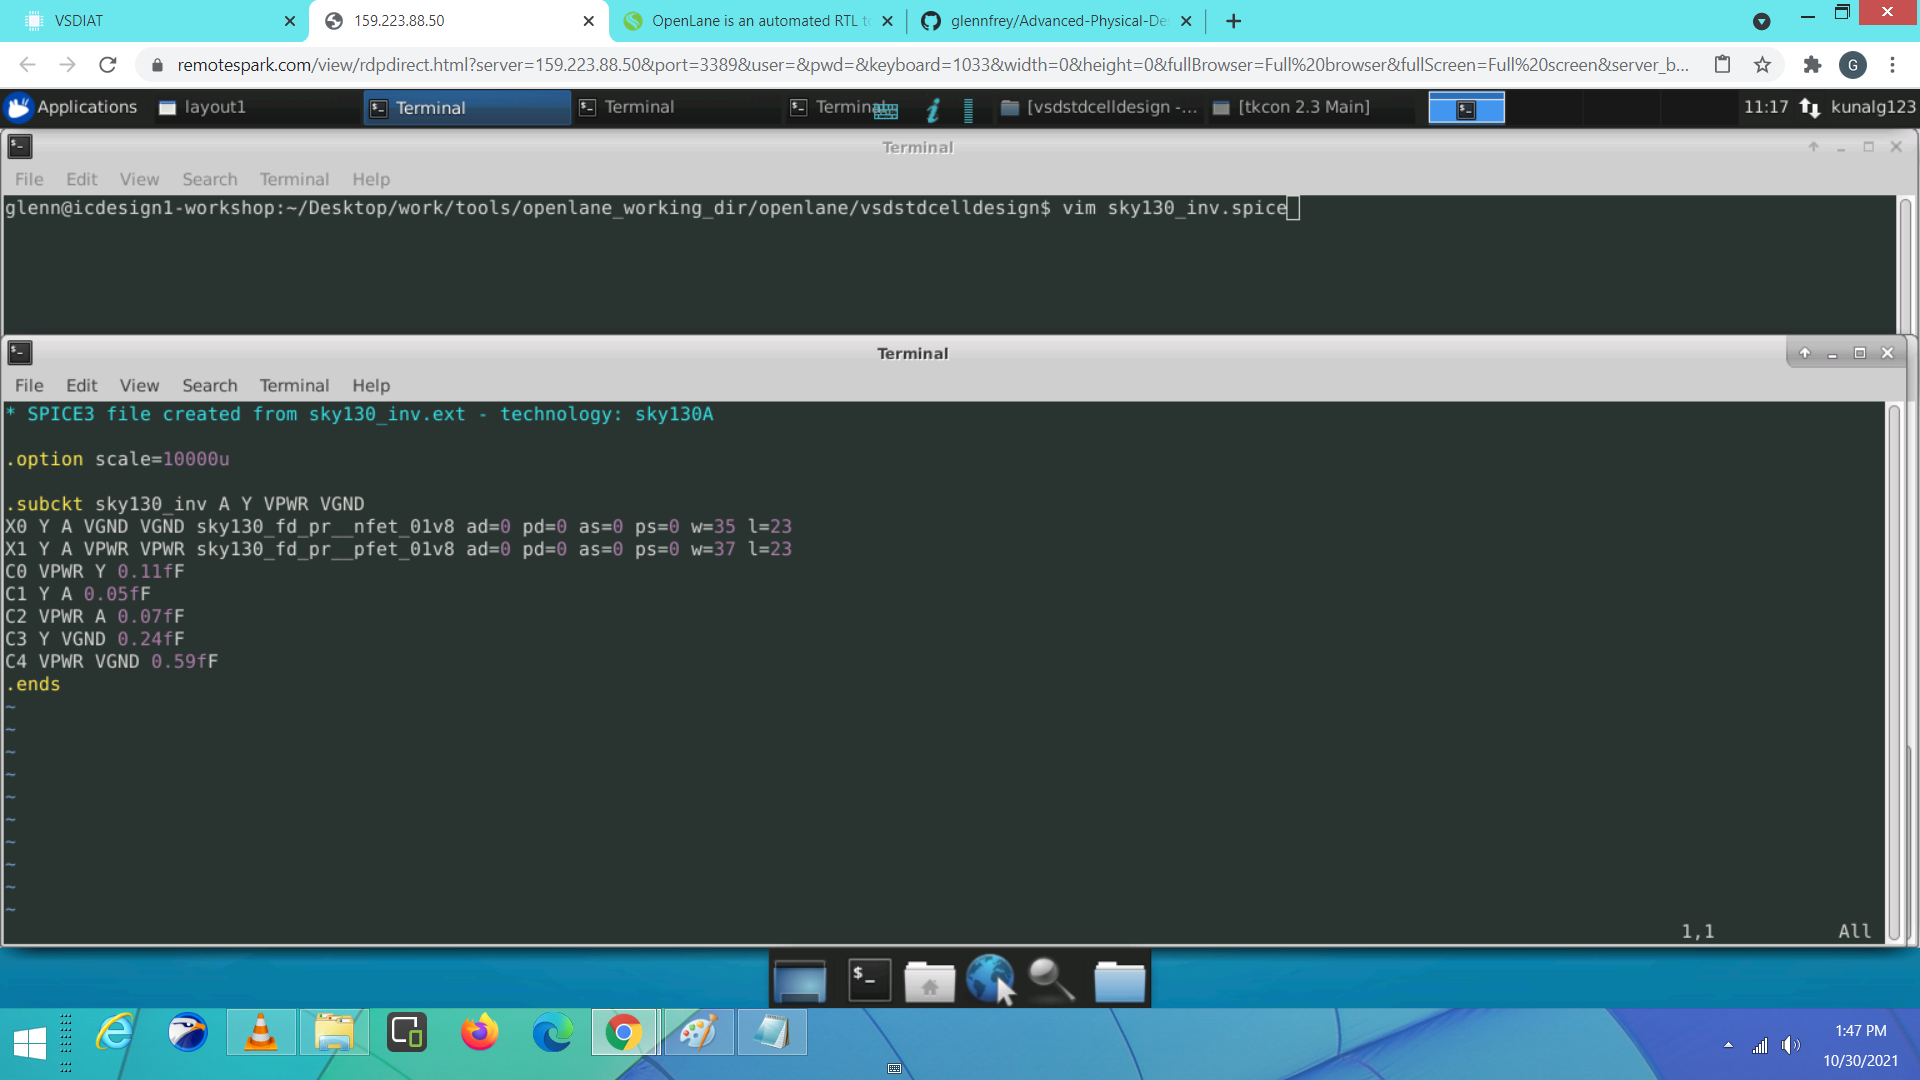 VSDIAT
159.223.88.50
OpenLane is an automated RTL t
glennfrey/Advanced-Physical-De
remotespark.com/view/rdpdirect.html?server=159.223.88.50&port=3389&user=&pwd=&keyboard=1033&width=0&height=0&fullBrowser=Full%20browser&fullScreen=Full%20screen&server_b...
G
Applications
layout1
Terminal
Terminal
Terminal
[vsdstdcelldesign -...
[tkcon 2.3 Main]
11:17
kunalg123
Terminal
File Edit View Search Terminal Help
glenn@icdesign1-workshop:~/Desktop/work/tools/openlane_working_dir/openlane/vsdstdcelldesign$ vim sky130_inv.spice
Terminal
File Edit View Search Terminal Help
* SPICE3 file created from sky130_inv.ext - technology: sky130A
.option scale=10000u
.subckt sky130_inv A Y VPWR VGND
X0 Y A VGND VGND sky130_fd_pr__nfet_01v8 ad=0 pd=0 as=0 ps=0 w=35 l=23
X1 Y A VPWR VPWR sky130_fd_pr__pfet_01v8 ad=0 pd=0 as=0 ps=0 w=37 l=23
C0 VPWR Y 0.11fF
C1 Y A 0.05fF
C2 VPWR A 0.07fF
C3 Y VGND 0.24fF
C4 VPWR VGND 0.59fF
.ends
~
~
~
~
~
~
~
~
~
~
1,1 All
1:47 PM
10/30/2021